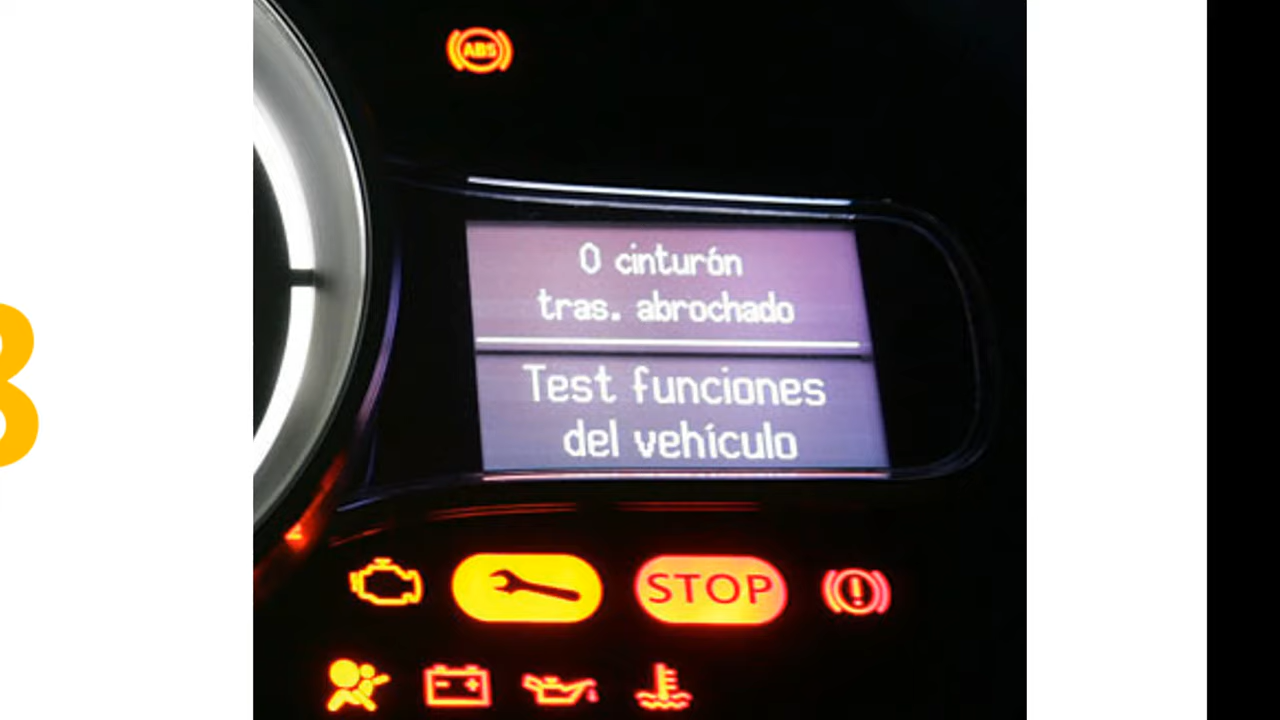 ABS
0 cinturón
tras. abrochado
Test funciones
del vehículo
STOP